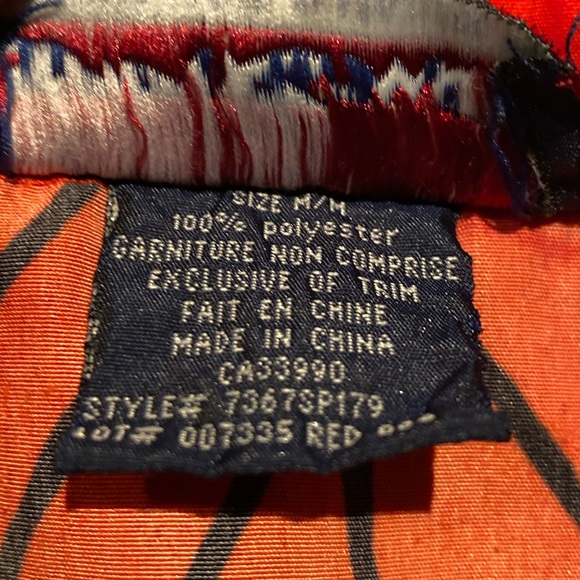 SIZE M/M
100% polyester
GARNITURE NON COMPRISE
EXCLUSIVE OF TRIM
FAIT EN CHINE
MADE IN CHINA
CA33990
STYLE# 7367SP179
LOT# 007335 RED